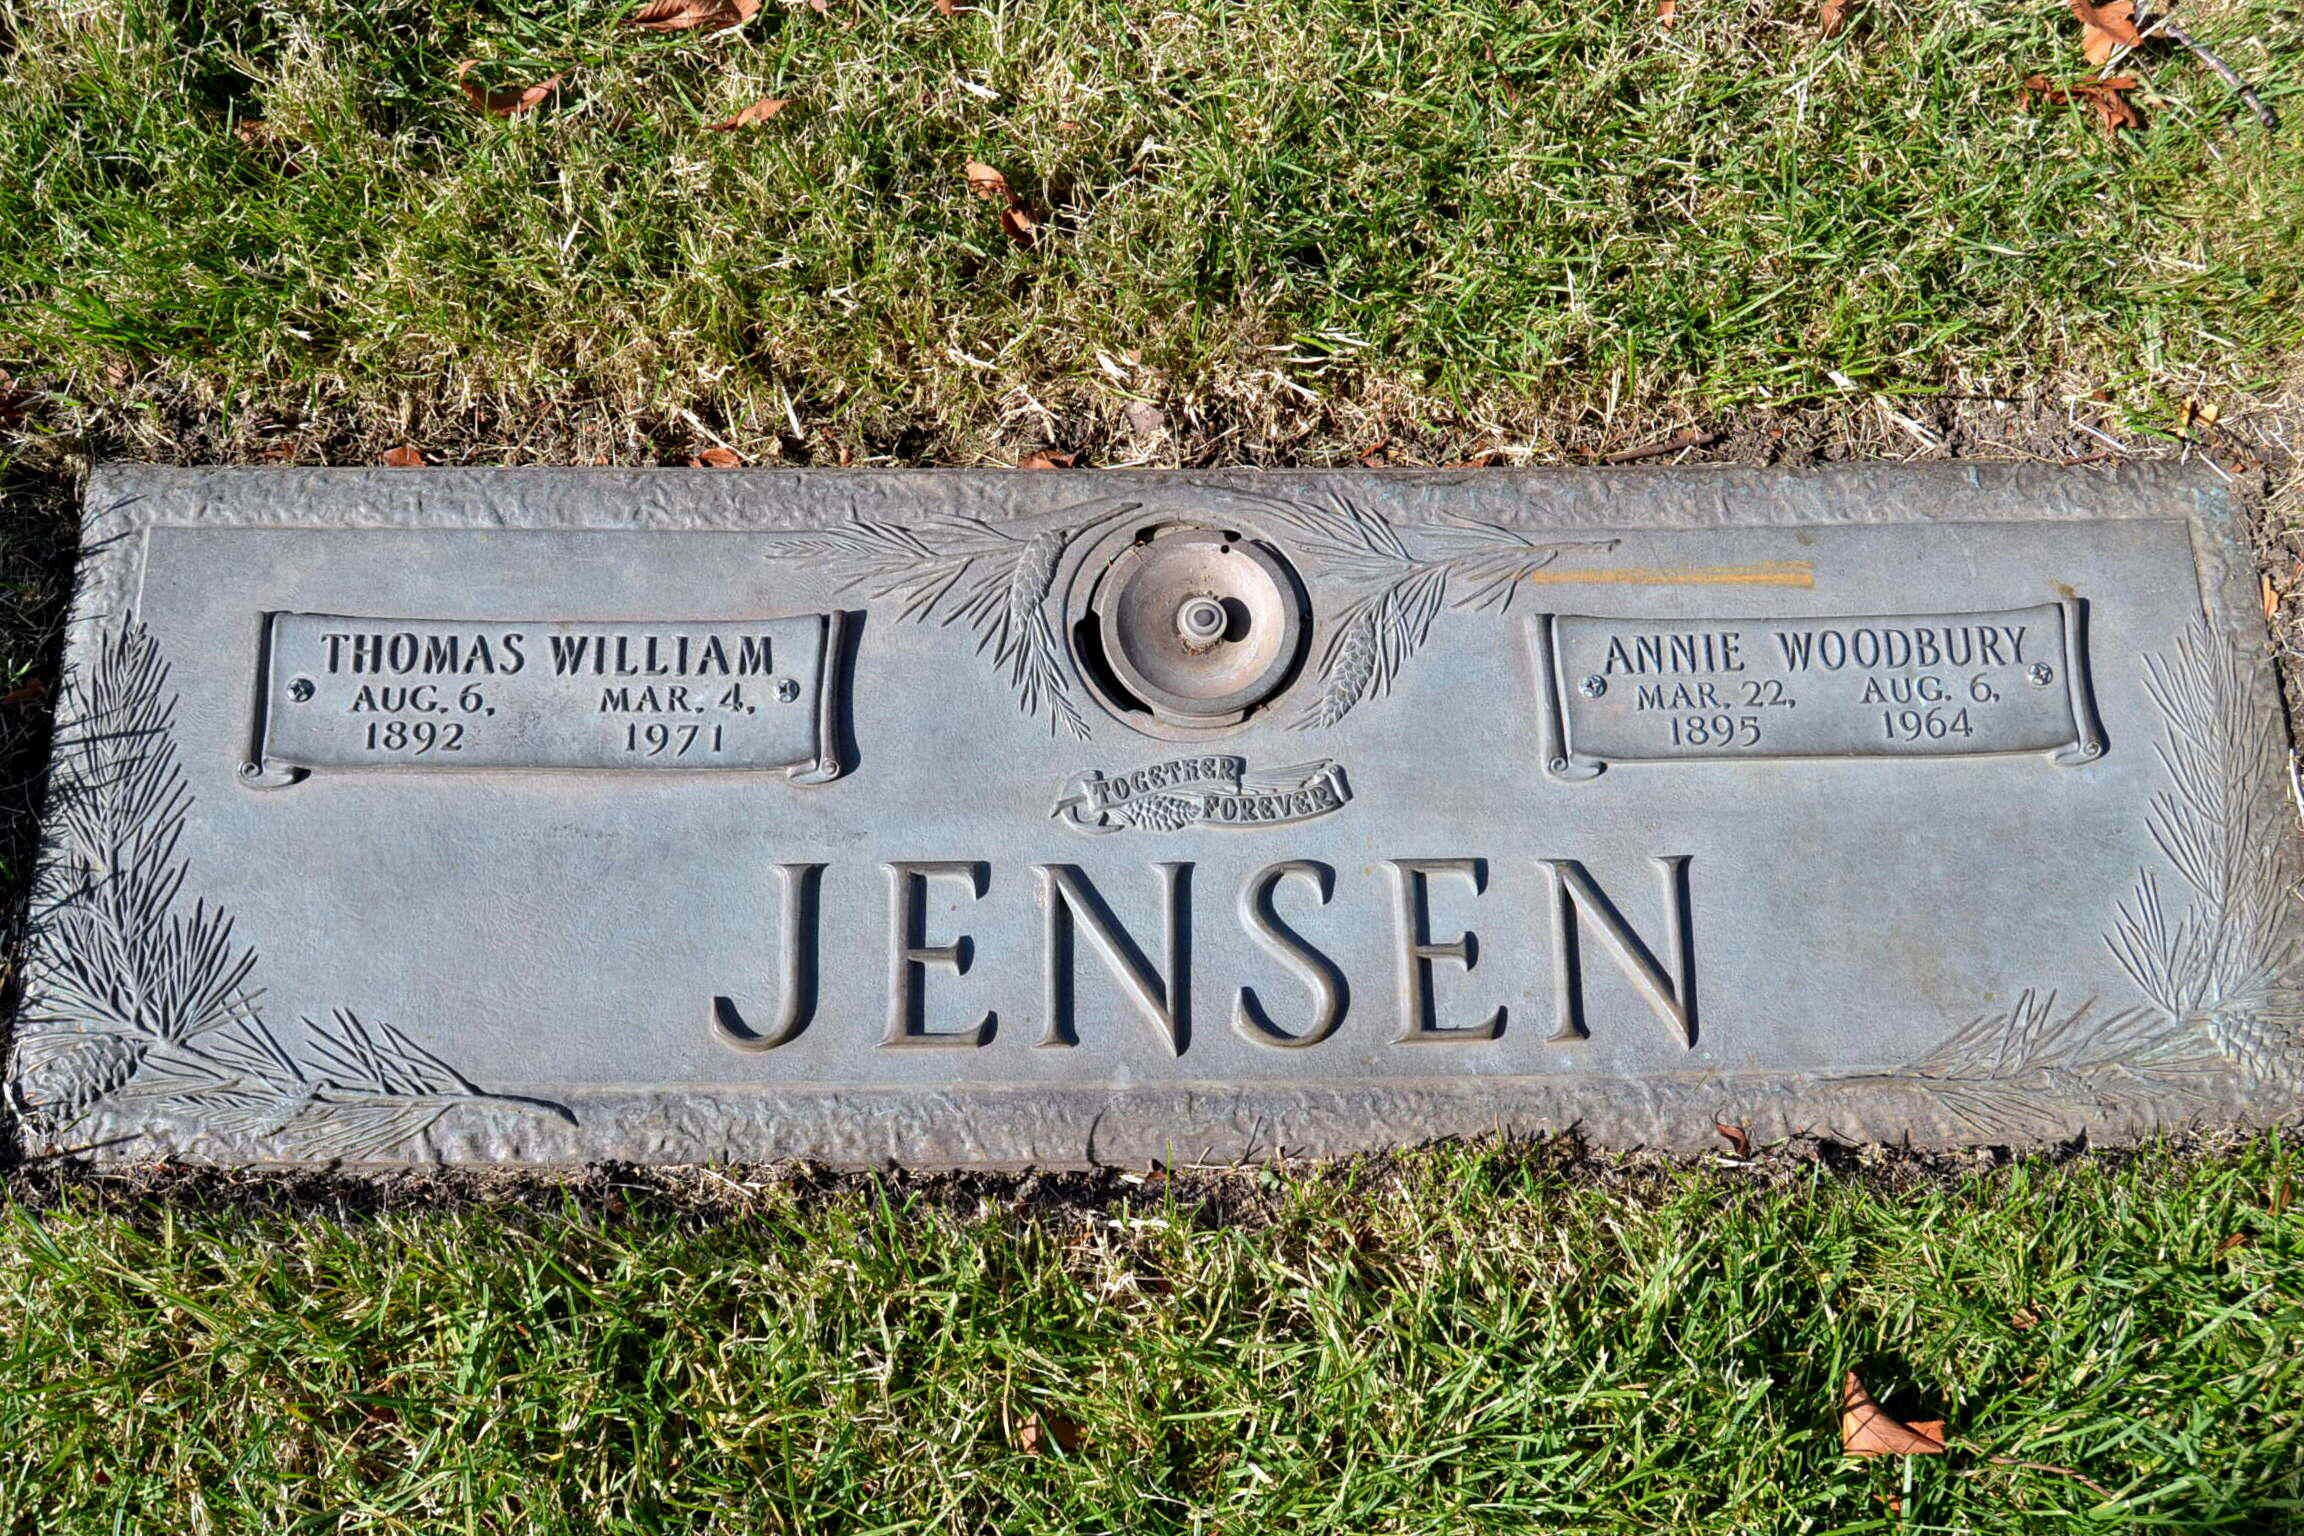 THOMAS WILLIAM
AUG. 6, MAR. 4,
1892 1971
ANNIE WOODBURY
MAR. 22, AUG. 6,
1895 1964
TOGETHER
FOREVER
JENSEN